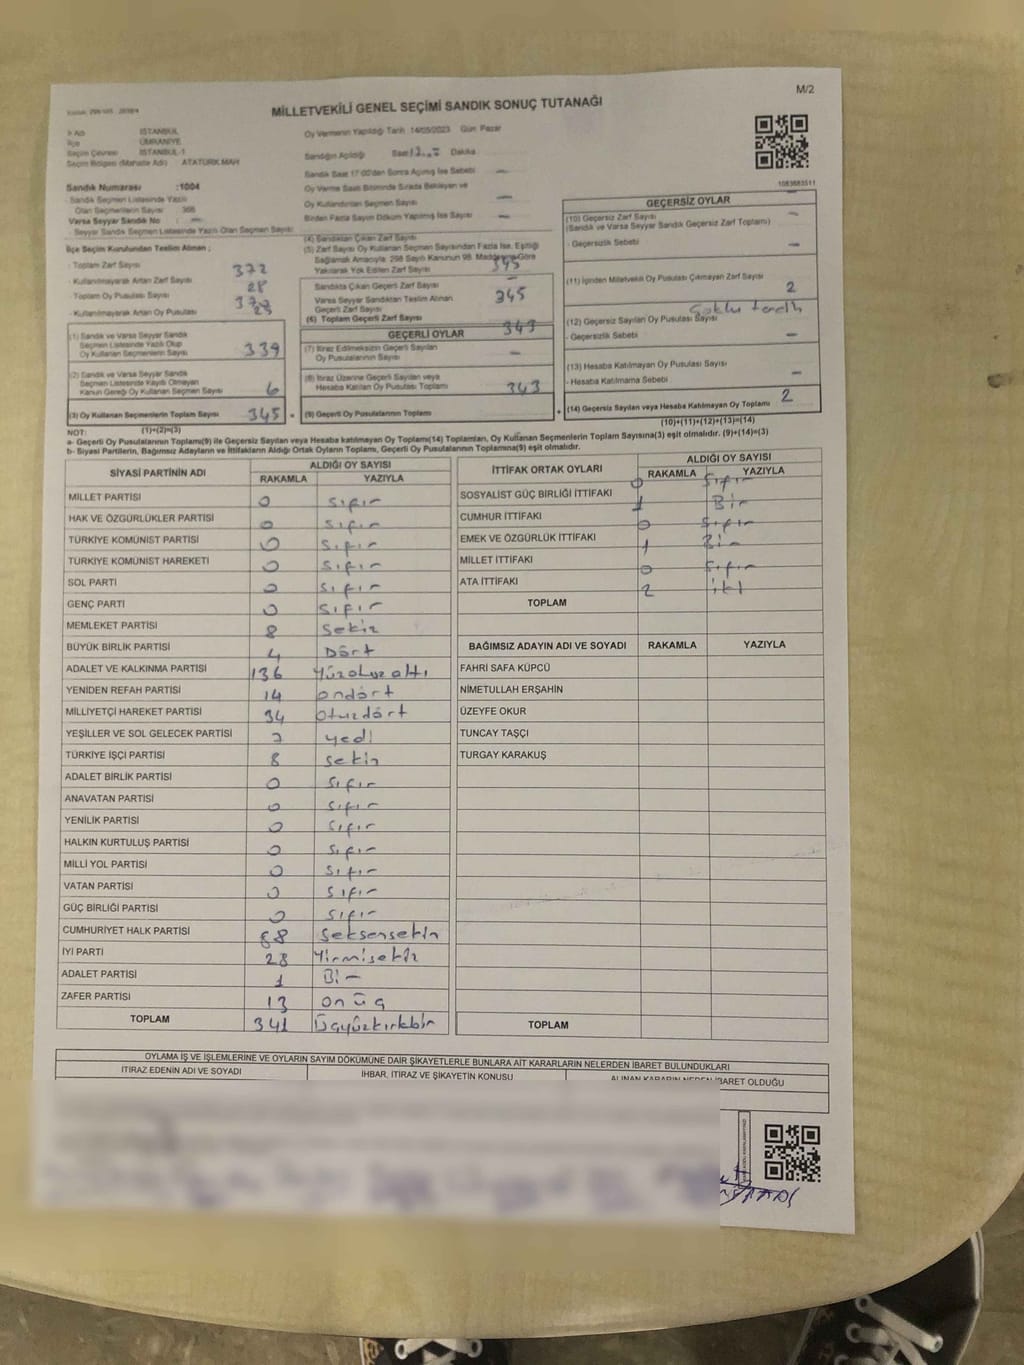 M/2
MİLLETVEKİLİ GENEL SEÇİMİ SANDIK SONUÇ TUTANAĞI
İl Adı İSTANBUL
İlçe ÜMRANİYE
Seçim Çevresi İSTANBUL-1
Seçim Bölgesi (Mahalle Adı) ATATÜRK MAH
Sandık Numarası :1004
- Sandık Seçmen Listesinde Yazılı
Olan Seçmenlerin Sayısı 366
Varsa Seyyar Sandık No : —
- Seyyar Sandık Seçmen Listesinde Yazılı Olan Seçmen Sayısı
İlçe Seçim Kurulundan Teslim Alınan ;
- Toplam Zarf Sayısı 372
- Kullanılmayarak Artan Zarf Sayısı 28
Toplam Oy Pusulası Sayısı
- Kullanılmayarak Artan Oy Pusulası
(1) Sandık ve Varsa Seyyar Sandık
Seçmen Listesinde Yazılı Olup
Oy Kullanan Seçmenlerin Sayısı 339
(2) Sandık ve Varsa Seyyar Sandık
Seçmen Listesinde Kayıtlı Olmayan
Kanun Gereği Oy Kullanan Seçmen Sayısı 6
(3) Oy Kullanan Seçmenlerin Toplam Sayısı 345 =
Oy Vermenin Yapıldığı Tarih 14/05/2023 Gün Pazar
Sandığın Açıldığı Saat Dakika
Sandık Saat 17:00'dan Sonra Açılmış İse Sebebi —
Oy Verme Saati Bitiminde Sırada Bekleyen ve
Oy Kullandırılan Seçmen Sayısı —
Birden Fazla Sayım Döküm Yapılmış İse Sayısı —
(4) Sandıktan Çıkan Zarf Sayısı
(5) Zarf Sayısı Oy Kullanan Seçmen Sayısından Fazla İse, Eşitliği
Sağlamak Amacıyla; 298 Sayılı Kanunun 98. Maddesine Göre
Yakılarak Yok Edilen Zarf Sayısı 345
Sandıkta Çıkan Geçerli Zarf Sayısı
Varsa Seyyar Sandıktan Teslim Alınan
Geçerli Zarf Sayısı 345
(6) Toplam Geçerli Zarf Sayısı
GEÇERLİ OYLAR 343
(7) İtiraz Edilmeksizin Geçerli Sayılan
Oy Pusulalarının Sayısı —
(8) İtiraz Üzerine Geçerli Sayılan veya
Hesaba Katılan Oy Pusulası Toplamı 343
(9) Geçerli Oy Pusulalarının Toplamı +
1083883511
GEÇERSİZ OYLAR
(10) Geçersiz Zarf Sayısı
(Sandık ve Varsa Seyyar Sandık Geçersiz Zarf Toplamı) —
- Geçersizlik Sebebi —
(11) İçinden Milletvekili Oy Pusulası Çıkmayan Zarf Sayısı 2
(12) Geçersiz Sayılan Oy Pusulası Sayısı
- Geçersizlik Sebebi —
(13) Hesaba Katılmayan Oy Pusulası Sayısı
- Hesaba Katılmama Sebebi —
(14) Geçersiz Sayılan veya Hesaba Katılmayan Oy Toplamı 2
NOT: (1)+(2)=(3) (10)+(11)+(12)+(13)=(14)
a- Geçerli Oy Pusulalarının Toplamı(9) ile Geçersiz Sayılan veya Hesaba katılmayan Oy Toplamı(14) Toplamları, Oy Kullanan Seçmenlerin Toplam Sayısına(3) eşit olmalıdır. (9)+(14)=(3)
b- Siyasi Partilerin, Bağımsız Adayların ve İttifakların Aldığı Ortak Oyların Toplamı, Geçerli Oy Pusulalarının Toplamına(9) eşit olmalıdır.
SİYASİ PARTİNİN ADI ALDIĞI OY SAYISI
RAKAMLA YAZIYLA
MİLLET PARTİSİ 0 Sıfır
HAK VE ÖZGÜRLÜKLER PARTİSİ 0 Sıfır
TÜRKİYE KOMÜNİST PARTİSİ 0 Sıfır
TÜRKİYE KOMÜNİST HAREKETİ 0 Sıfır
SOL PARTİ 0 Sıfır
GENÇ PARTİ 0 Sıfır
MEMLEKET PARTİSİ 8 Sekiz
BÜYÜK BİRLİK PARTİSİ 4 Dört
ADALET VE KALKINMA PARTİSİ 136 Yüzotuzaltı
YENİDEN REFAH PARTİSİ 14 ondört
MİLLİYETÇİ HAREKET PARTİSİ 34 Otuzdört
YEŞİLLER VE SOL GELECEK PARTİSİ 7 yedi
TÜRKİYE İŞÇİ PARTİSİ 8 sekiz
ADALET BİRLİK PARTİSİ 0 Sıfır
ANAVATAN PARTİSİ 0 Sıfır
YENİLİK PARTİSİ 0 Sıfır
HALKIN KURTULUŞ PARTİSİ 0 Sıfır
MİLLİ YOL PARTİSİ 0 Sıfır
VATAN PARTİSİ 0 Sıfır
GÜÇ BİRLİĞİ PARTİSİ 0 Sıfır
CUMHURİYET HALK PARTİSİ 88 Seksensekiz
İYİ PARTİ 28 Yirmisekiz
ADALET PARTİSİ 1 Bir
ZAFER PARTİSİ 13 on üç
TOPLAM 341 Üçyüzkırkbir
İTTİFAK ORTAK OYLARI ALDIĞI OY SAYISI
RAKAMLA YAZIYLA
SOSYALİST GÜÇ BİRLİĞİ İTTİFAKI 0 Sıfır
CUMHUR İTTİFAKI 1 Bir
EMEK VE ÖZGÜRLÜK İTTİFAKI 0 Sıfır
MİLLET İTTİFAKI 1 Bir
ATA İTTİFAKI 0 Sıfır
TOPLAM 2 iki
BAĞIMSIZ ADAYIN ADI VE SOYADI RAKAMLA YAZIYLA
FAHRİ SAFA KÜPCÜ
NİMETULLAH ERŞAHİN
ÜZEYFE OKUR
TUNCAY TAŞÇI
TURGAY KARAKUŞ
TOPLAM
OYLAMA İŞ VE İŞLEMLERİNE VE OYLARIN SAYIM DÖKÜMÜNE DAİR ŞİKAYETLERLE BUNLARA AİT KARARLARIN NELERDEN İBARET BULUNDUKLARI
İTİRAZ EDENİN ADI VE SOYADI İHBAR, İTİRAZ VE ŞİKAYETİN KONUSU ALINAN KARARIN NEDEN İBARET OLDUĞU